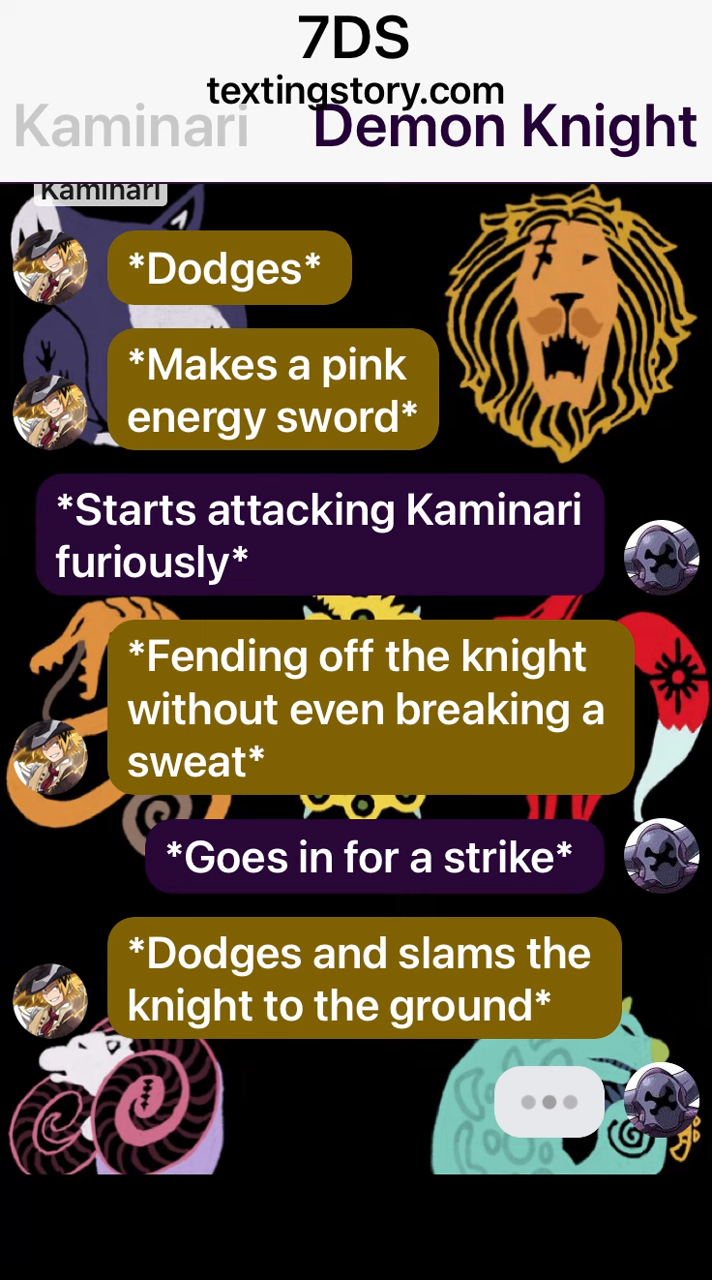 7DS
textingstory.com
Kaminari Demon Knight
Kaminari
*Dodges*
*Makes a pink
energy sword*
*Starts attacking Kaminari
furiously*
*Fending off the knight
without even breaking a
sweat*
*Goes in for a strike*
*Dodges and slams the
knight to the ground*